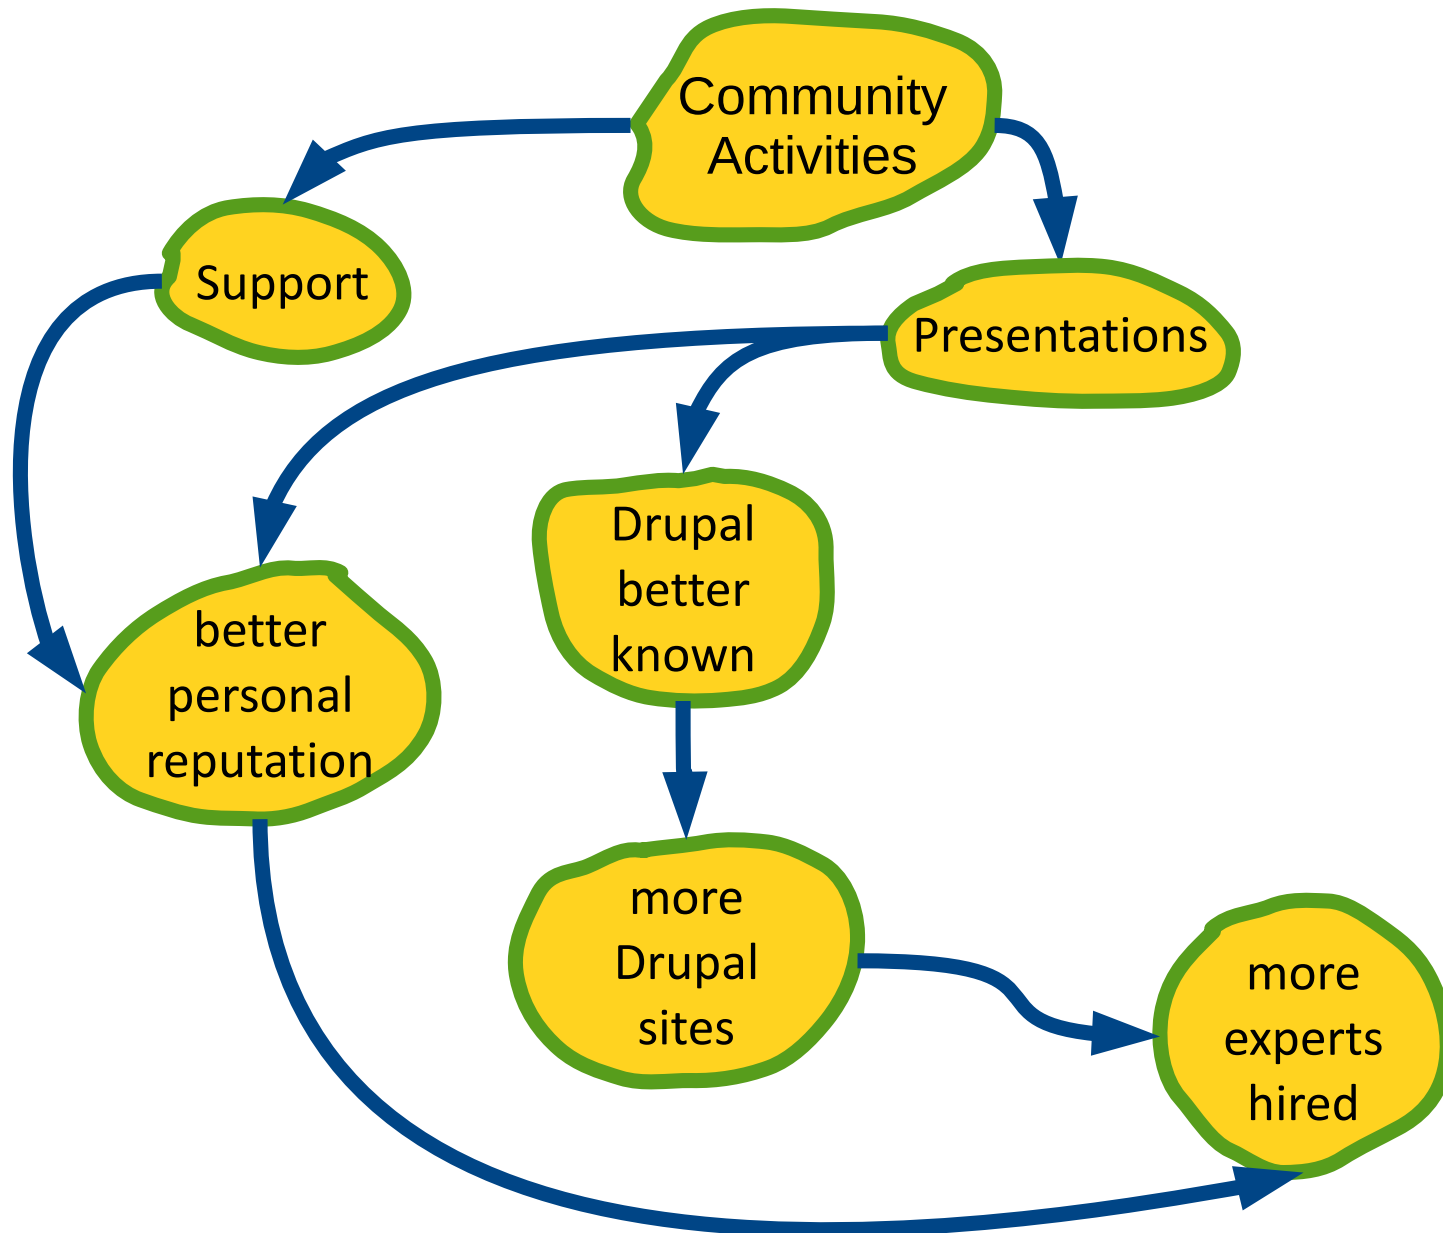 Community
Activities
Support
Presentations
Drupal
better
known
better
personal
reputation
more
Drupal
sites
more
experts
hired